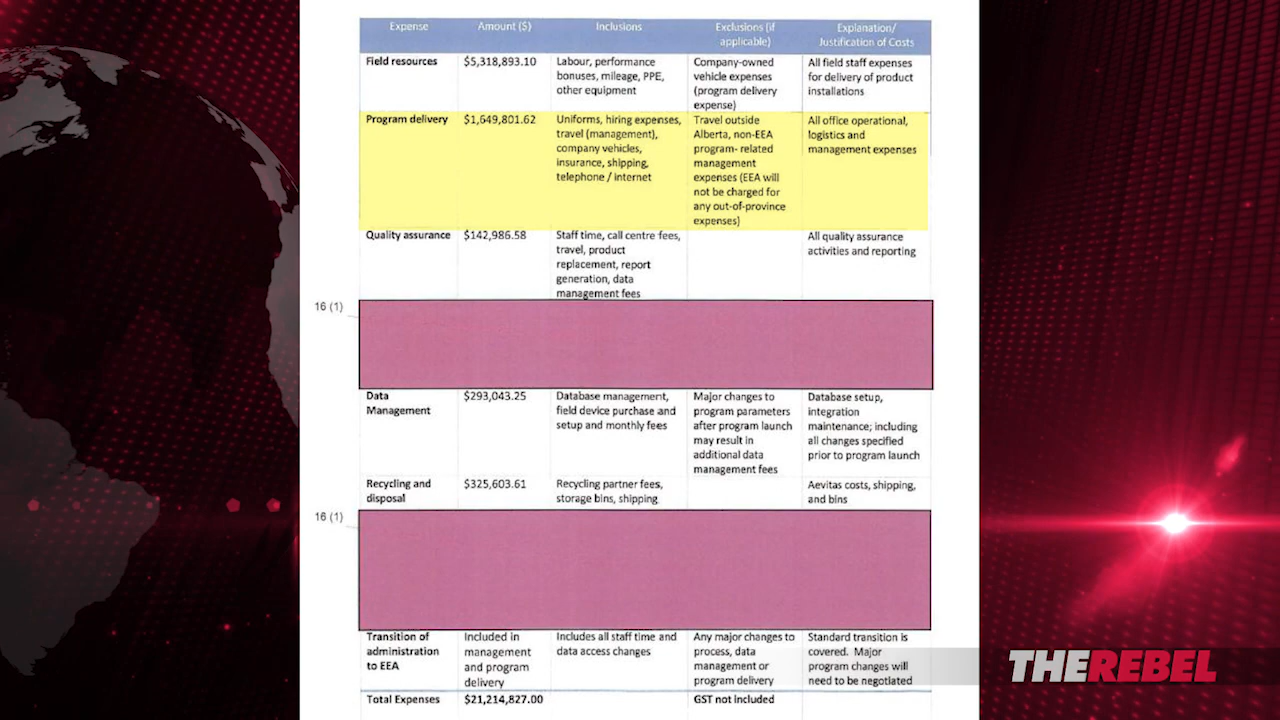 Expense Amount ($) Inclusions Exclusions (if applicable) Explanation/ Justification of Costs
Field resources $5,318,893.10 Labour, performance Company-owned All field staff expenses
bonuses, mileage, PPE, vehicle expenses for delivery of product
other equipment (program delivery installations
expense)
Program delivery $1,649,801.62 Uniforms, hiring expenses, Travel outside All office operational,
travel (management), Alberta, non-EEA logistics and
company vehicles, program- related management expenses
insurance, shipping, management
telephone / internet expenses (EEA will
not be charged for
any out-of-province
expenses)
Quality assurance $142,986.58 Staff time, call centre fees, All quality assurance
travel, product activities and reporting
replacement, report
generation, data
management fees
16 (1)
Data $293,043.25 Database management, Major changes to Database setup,
Management field device purchase and program parameters integration
setup and monthly fees after program launch maintenance; including
may result in all changes specified
additional data prior to program launch
management fees
Recycling and $325,603.61 Recycling partner fees, Aevitas costs, shipping,
disposal storage bins, shipping and bins
16 (1)
Transition of Included in Includes all staff time and Any major changes to Standard transition is
administration management data access changes process, data covered. Major
to EEA and program management or program changes will
delivery program delivery need to be negotiated
Total Expenses $21,214,827.00 GST not included
THEREBEL